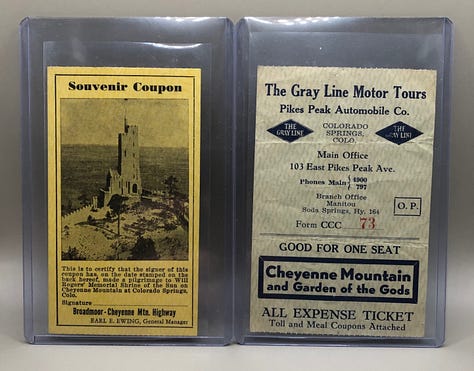 Souvenir Coupon
This is to certify that the signer of this
coupon has, on the date stamped on
the back hereof, made a pilgrimage to Will
Rogers' Memorial Shrine of the Sun on
Cheyenne Mountain at Colorado Springs,
Colo.
Signature
Broadmoor - Cheyenne Mtn. Highway
EARL E. EWING, General Manager
The Gray Line Motor Tours
Pikes Peak Automobile Co.
THE GRAY LINE
COLORADO
SPRINGS,
COLO.
THE GRAY LINE
Main Office
103 East Pikes Peak Ave.
Phones Main { 4900
797
Branch Office
Manitou
Soda Springs, Hy. 164
O. P.
Form CCC 73
GOOD FOR ONE SEAT
Cheyenne Mountain
and Garden of the Gods
ALL EXPENSE TICKET
Toll and Meal Coupons Attached